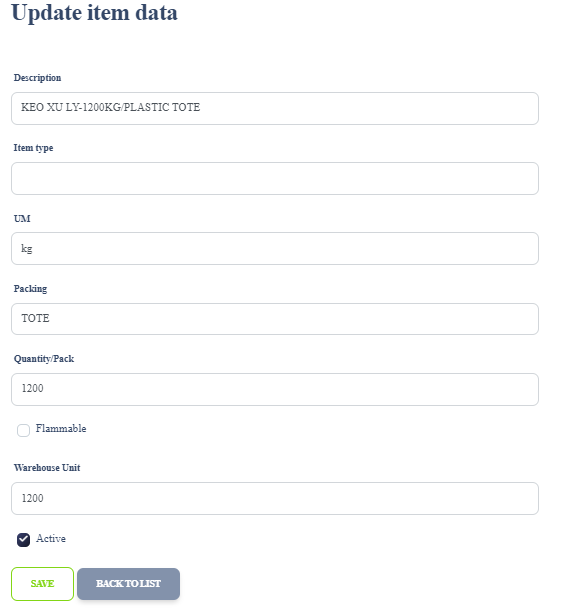 Update item data
Description
KEO XU LY-1200KG/PLASTIC TOTE
Item type
UM
kg
Packing
TOTE
Quantity/Pack
1200
Flammable
Warehouse Unit
1200
Active
SAVE BACK TO LIST